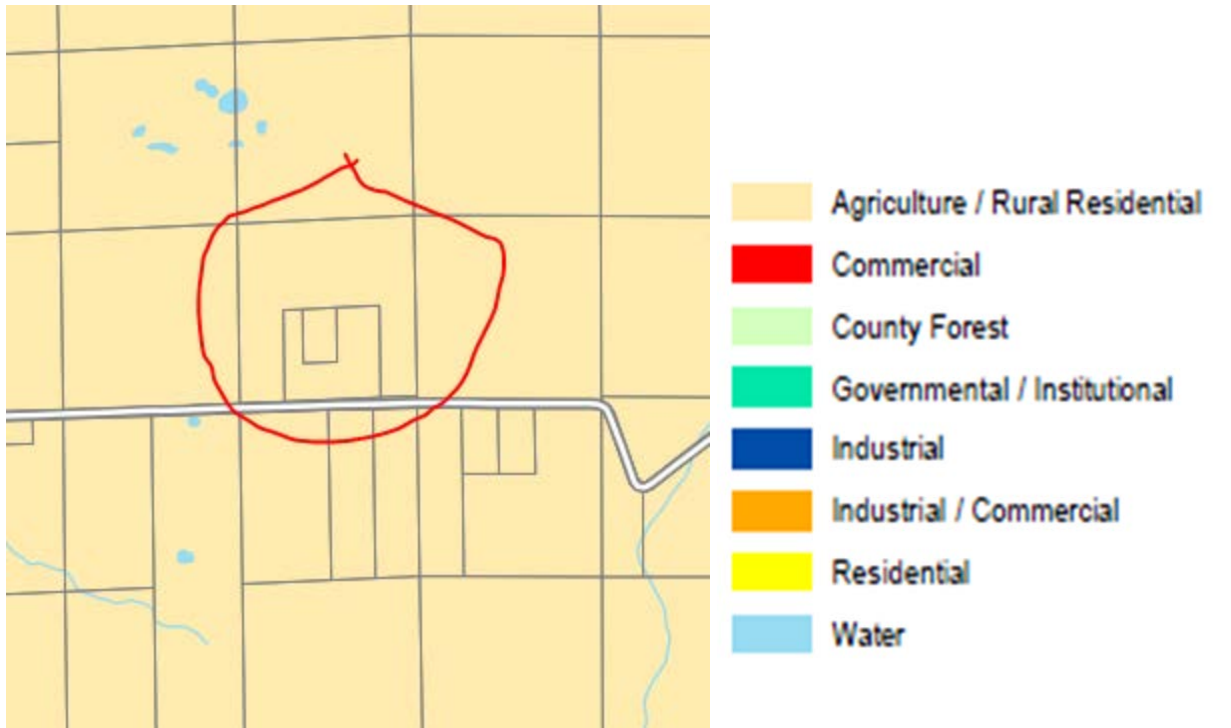 Agriculture / Rural Residential
Commercial
County Forest
Governmental / Institutional
Industrial
Industrial / Commercial
Residential
Water